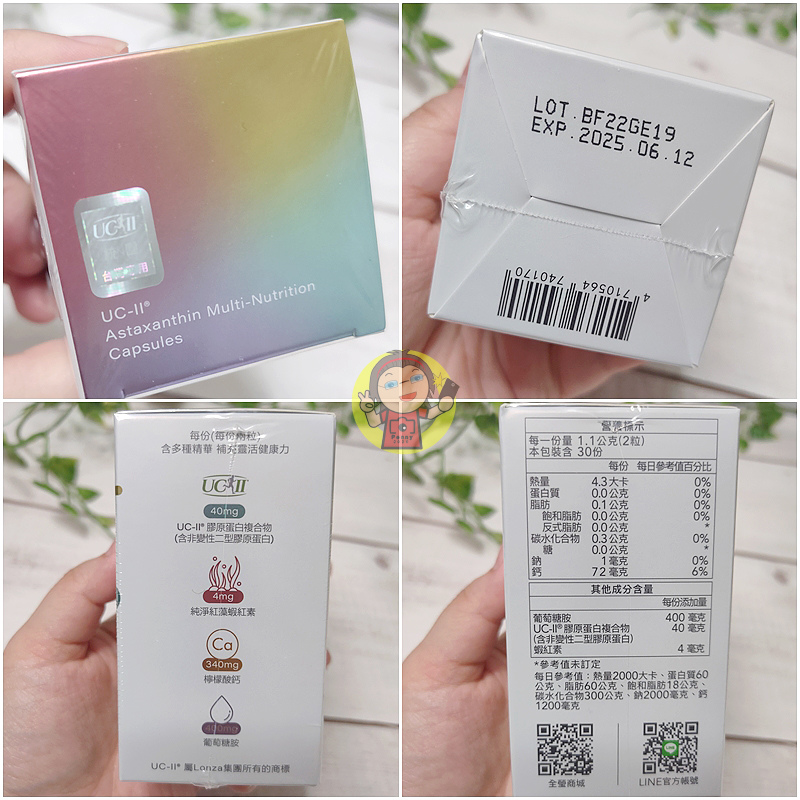 UC-II
UC-II®
Astaxanthin Multi-Nutrition
Capsules
LOT.BF22GE19
EXP.2025.06.12
4 710564 740170
每份(每份兩粒)
含多種精華 補充靈活健康力
UC-II
40mg
UC-II® 膠原蛋白複合物
(含非變性二型膠原蛋白)
4mg
純淨紅藻蝦紅素
Ca
340mg
檸檬酸鈣
400mg
葡萄糖胺
UC-II® 屬Lonza集團所有的商標
營養標示
每一份量 1.1公克(2粒)
本包裝含 30份
每份 每日參考值百分比
熱量 4.3大卡 0%
蛋白質 0.0公克 0%
脂肪 0.1公克 0%
飽和脂肪 0.0公克 0%
反式脂肪 0.0公克 *
碳水化合物 0.3公克 0%
糖 0.0公克 *
鈉 1毫克 0%
鈣 72毫克 6%
其他成分含量
每份添加量
葡萄糖胺 400 毫克
UC-II® 膠原蛋白複合物 40 毫克
(含非變性二型膠原蛋白)
蝦紅素 4 毫克
*參考值未訂定
每日參考值：熱量2000大卡、蛋白質60
公克、脂肪60公克、飽和脂肪18公克、
碳水化合物300公克、鈉2000毫克、鈣
1200毫克
全瑩商城
LINE官方帳號